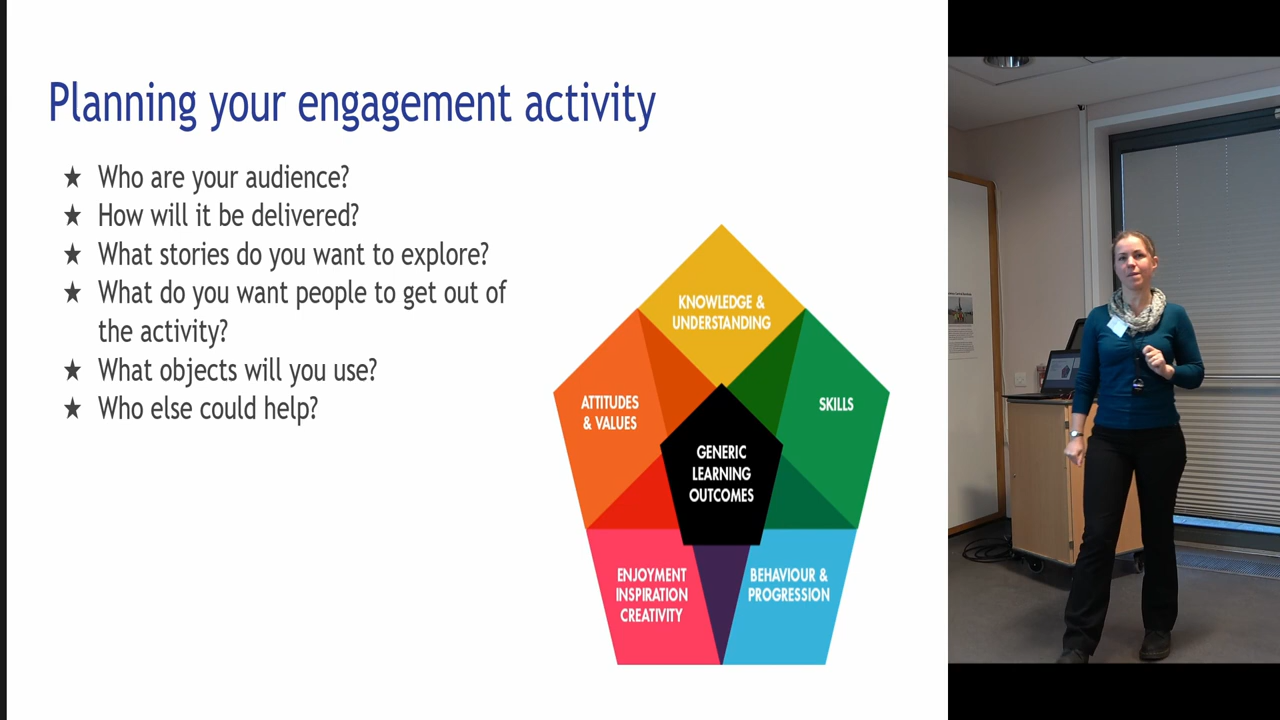 Planning your engagement activity
★ Who are your audience?
★ How will it be delivered?
★ What stories do you want to explore?
★ What do you want people to get out of
the activity?
★ What objects will you use?
★ Who else could help?
KNOWLEDGE &
UNDERSTANDING
ATTITUDES
& VALUES
SKILLS
GENERIC
LEARNING
OUTCOMES
ENJOYMENT
INSPIRATION
CREATIVITY
BEHAVIOUR &
PROGRESSION